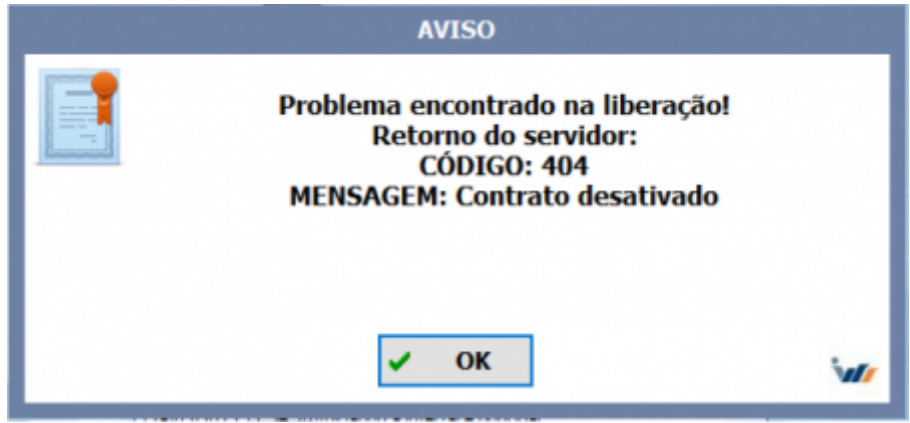 AVISO
Problema encontrado na liberação!
Retorno do servidor:
CÓDIGO: 404
MENSAGEM: Contrato desativado
OK